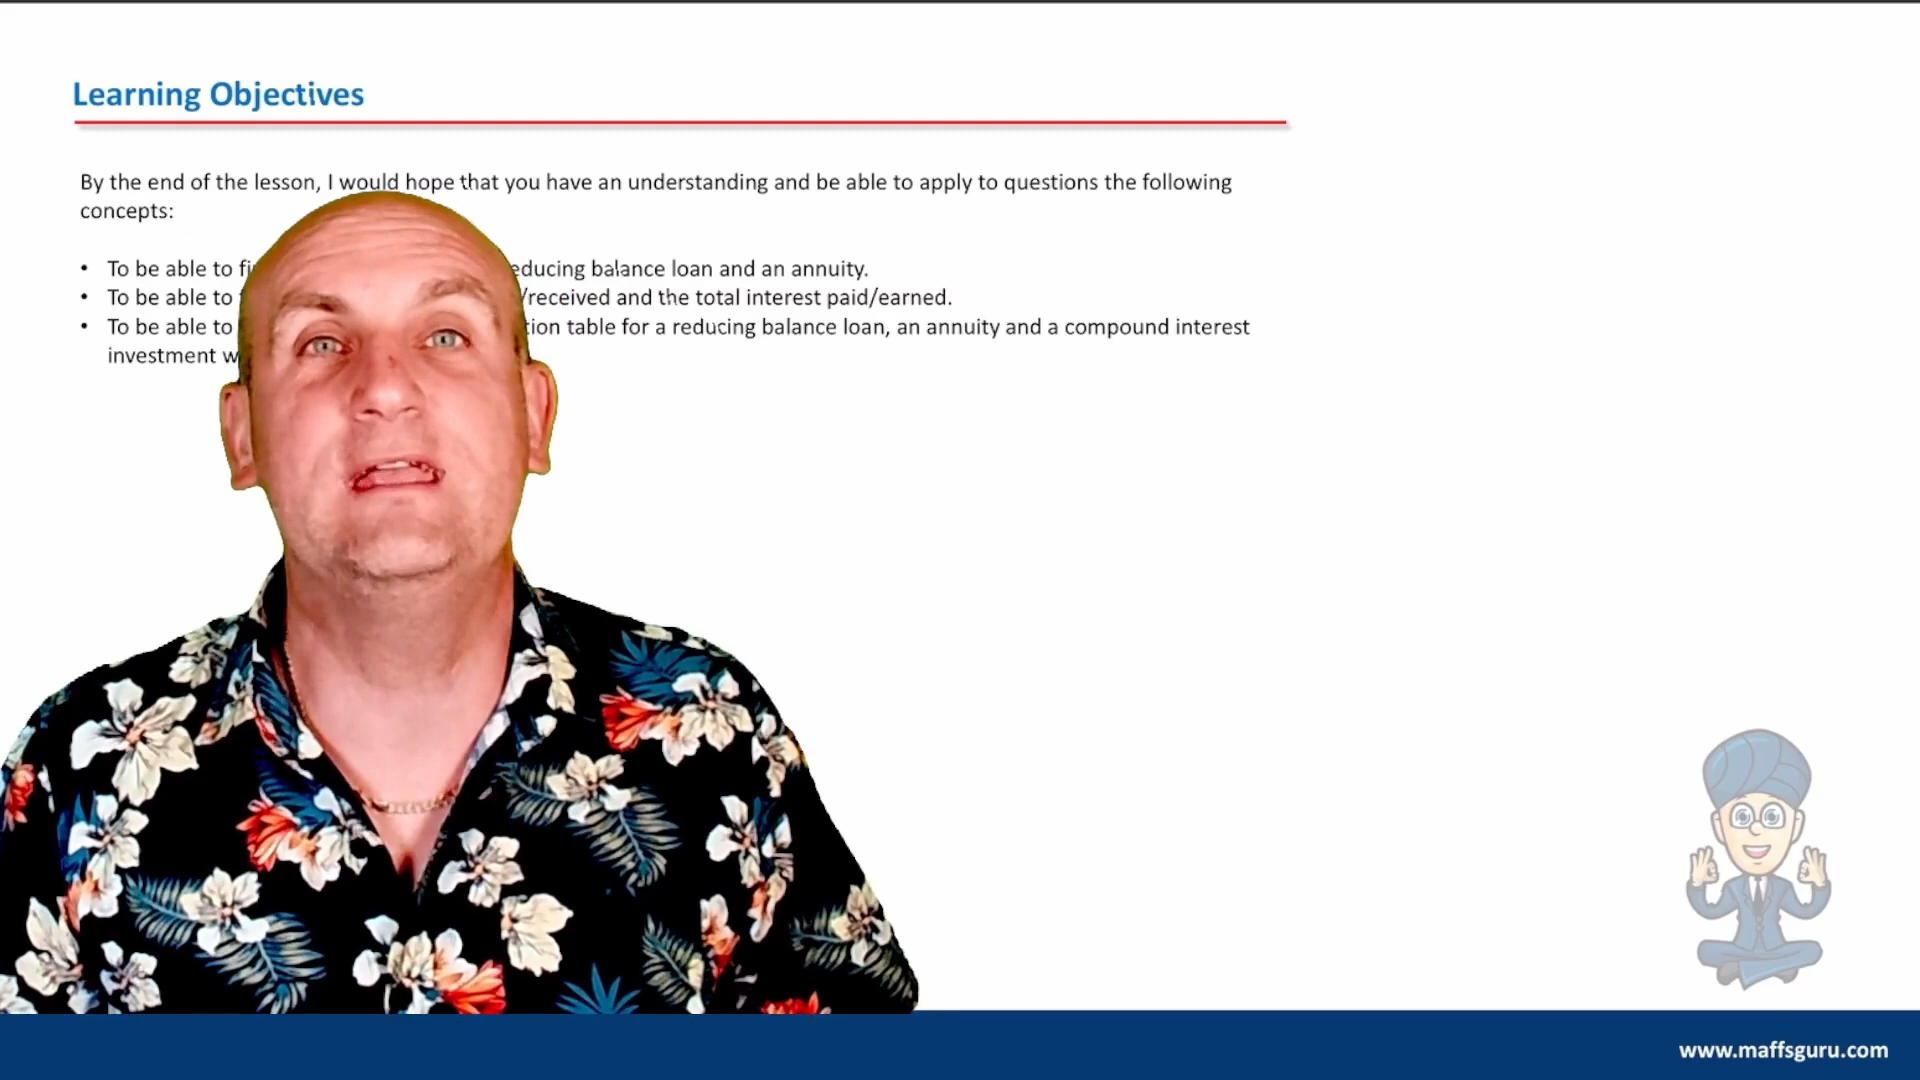 Learning Objectives
By the end of the lesson, I would hope that you have an understanding and be able to apply to questions the following
concepts:
• To be able to educing balance loan and an annuity.
• To be able to /received and the total interest paid/earned.
• To be able to tion table for a reducing balance loan, an annuity and a compound interest
investment w
www.maffsguru.com